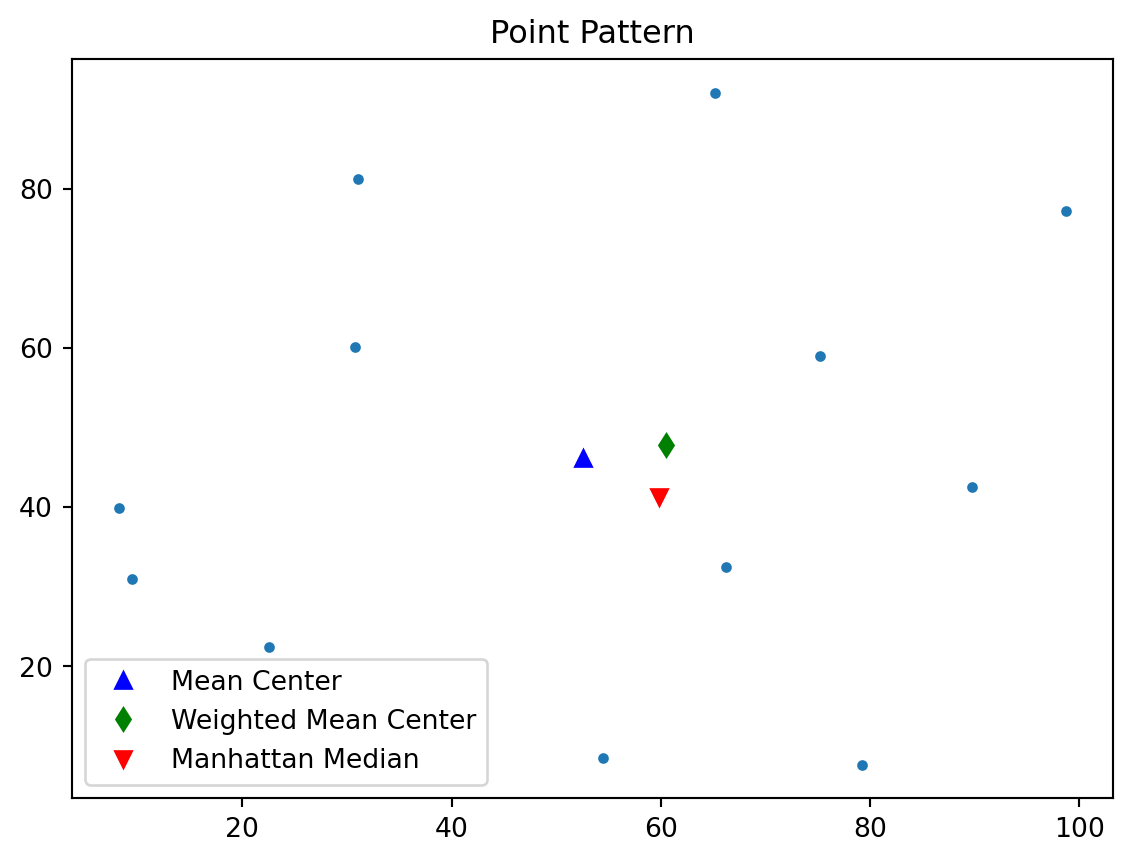 Point Pattern
80
60
40
20
Mean Center
Weighted Mean Center
Manhattan Median
20 40 60 80 100